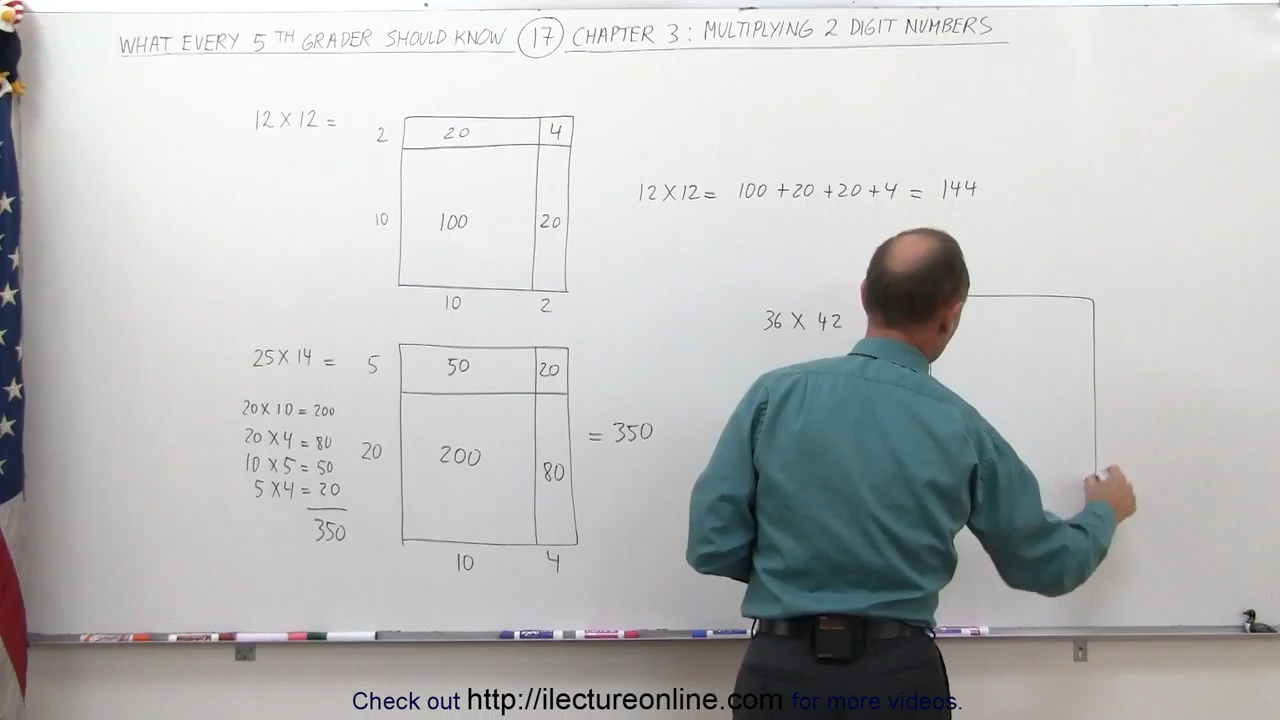 WHAT EVERY 5TH GRADER SHOULD KNOW 17 CHAPTER 3: MULTIPLYING 2 DIGIT NUMBERS
12 X 12 =
2 20 4
10 100 20
10 2
12 X 12 = 100 + 20 + 20 + 4 = 144
25 X 14 =
20 X 10 = 200
20 X 4 = 80
10 X 5 = 50
5 X 4 = 20
350
5 50 20
20 200 80
10 4
= 350
36 X 42
Check out http://ilectureonline.com for more videos.